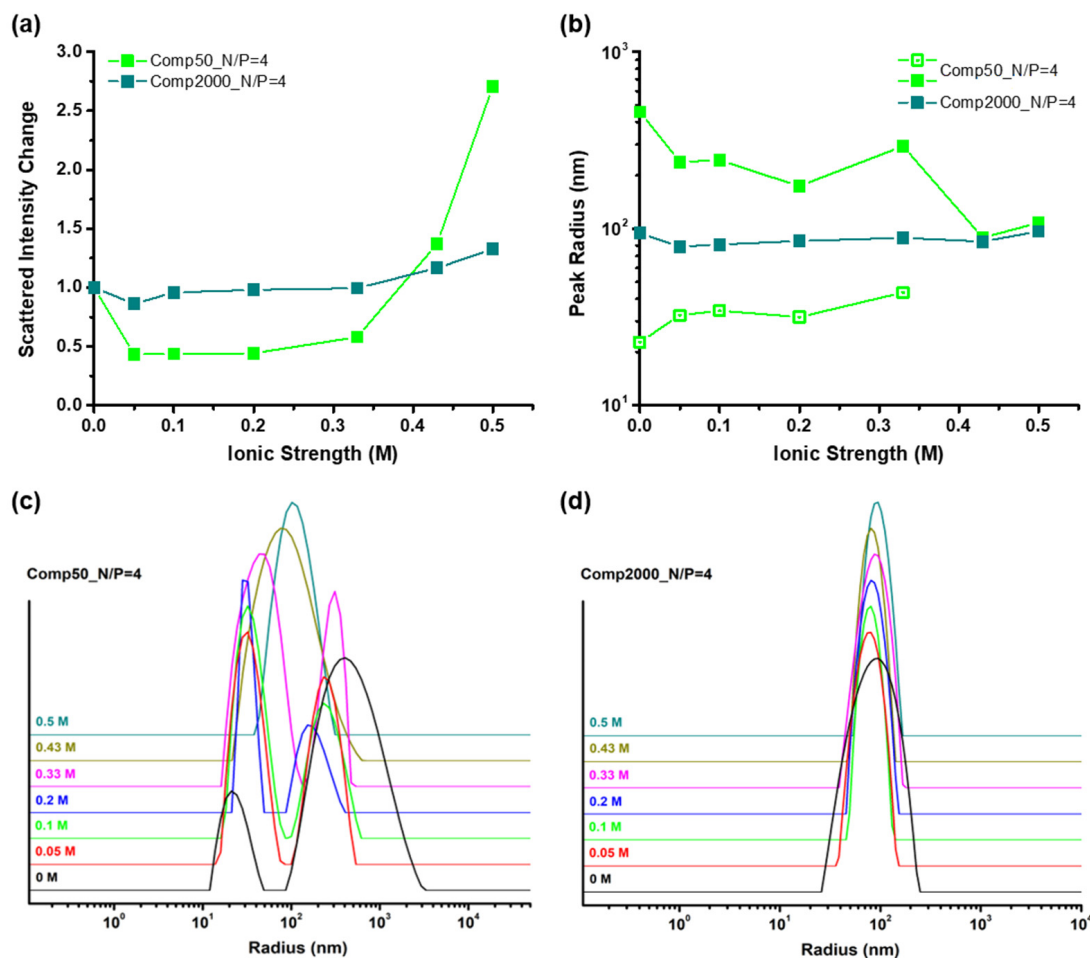 (a)
3.0
2.5
2.0
1.5
1.0
0.5
0.0
Scattered Intensity Change
Comp50_N/P=4
Comp2000_N/P=4
0.0 0.1 0.2 0.3 0.4 0.5
Ionic Strength (M)
(b)
10³
10²
10¹
Peak Radius (nm)
Comp50_N/P=4
Comp2000_N/P=4
0.0 0.1 0.2 0.3 0.4 0.5
Ionic Strength (M)
(c)
Comp50_N/P=4
0.5 M
0.43 M
0.33 M
0.2 M
0.1 M
0.05 M
0 M
10⁰ 10¹ 10² 10³ 10⁴
Radius (nm)
(d)
Comp2000_N/P=4
0.5 M
0.43 M
0.33 M
0.2 M
0.1 M
0.05 M
0 M
10⁰ 10¹ 10² 10³ 10⁴
Radius (nm)